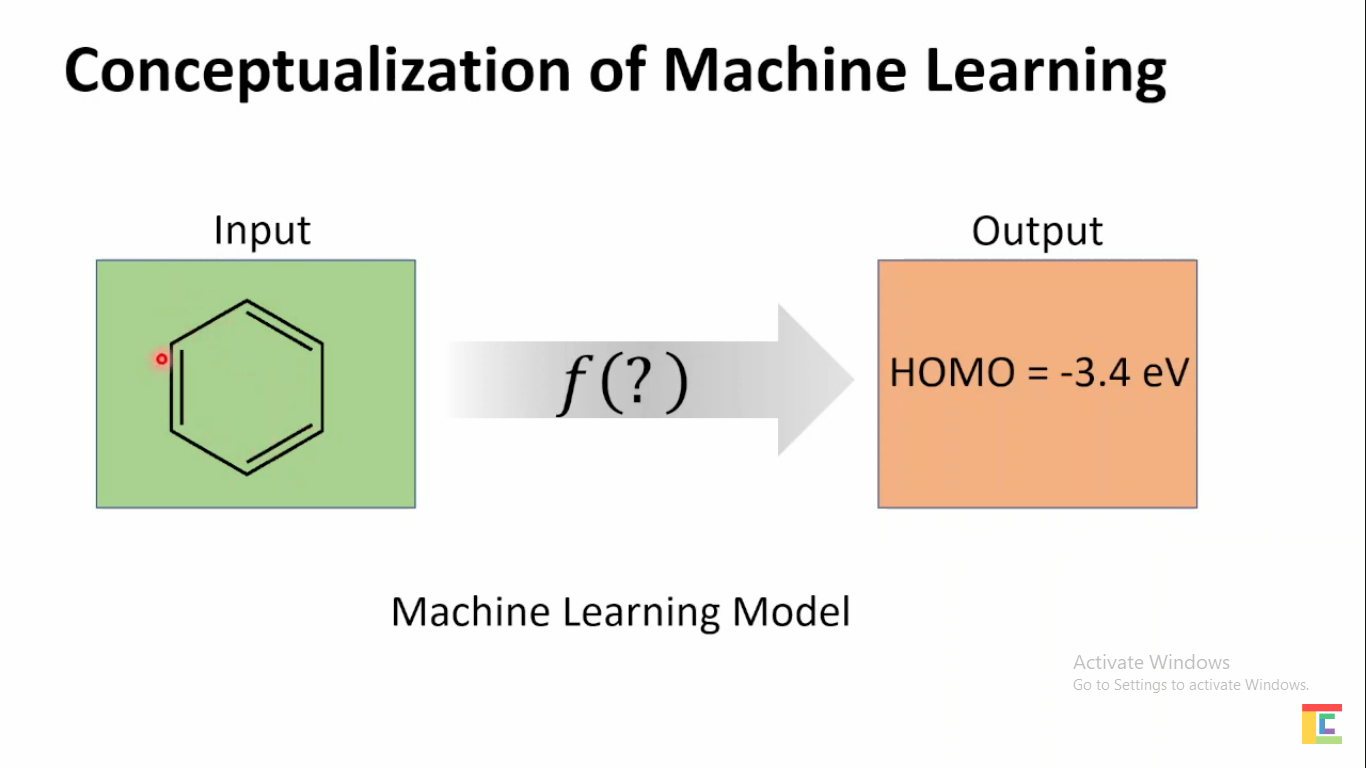 Conceptualization of Machine Learning
Input
Output
f(?)
HOMO = -3.4 eV
Machine Learning Model
Activate Windows
Go to Settings to activate Windows.